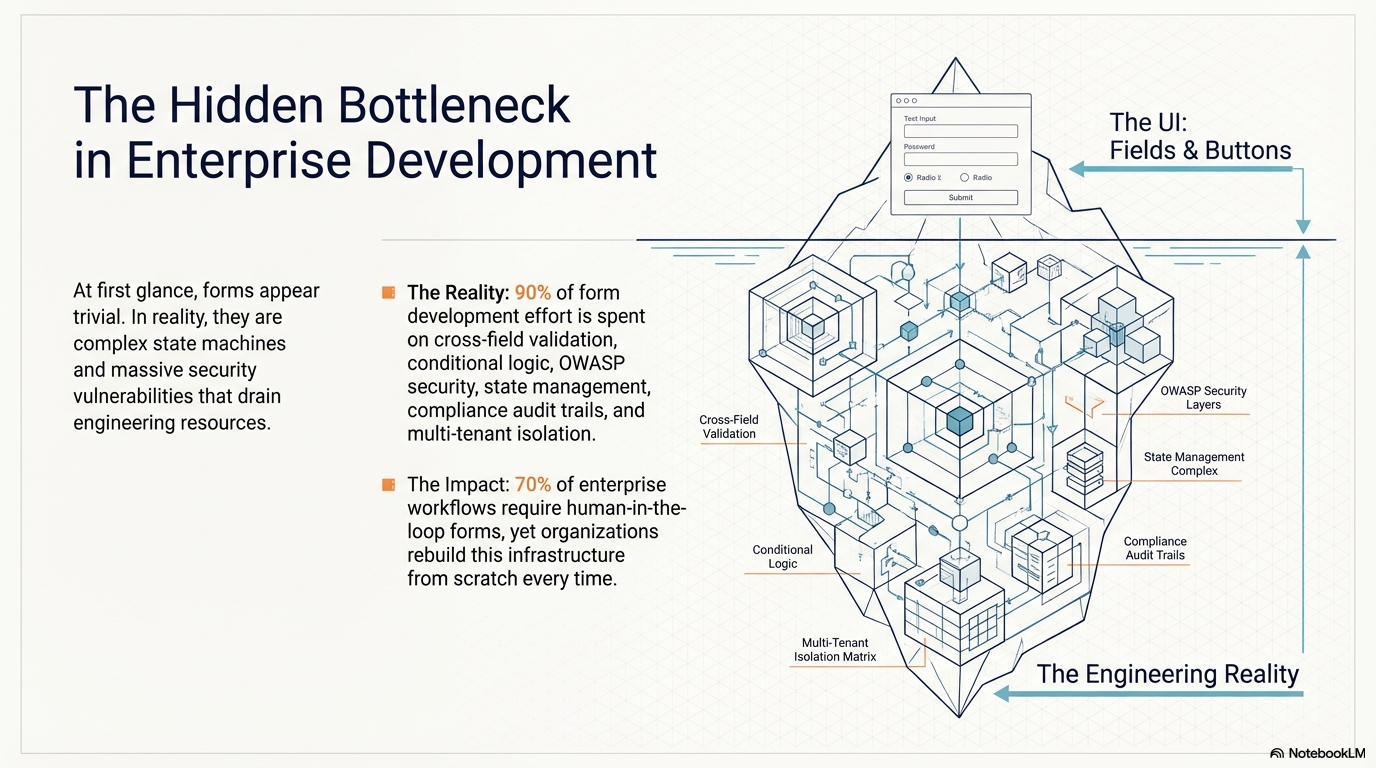 The Hidden Bottleneck
in Enterprise Development
At first glance, forms appear
trivial. In reality, they are
complex state machines
and massive security
vulnerabilities that drain
engineering resources.
The Reality: 90% of form
development effort is spent
on cross-field validation,
conditional logic, OWASP
security, state management,
compliance audit trails, and
multi-tenant isolation.
The Impact: 70% of enterprise
workflows require human-in-the-
loop forms, yet organizations
rebuild this infrastructure
from scratch every time.
Text Input
Password
Radio
Radio
Submit
The UI:
Fields & Buttons
Cross-Field
Validation
OWASP Security
Layers
State Management
Complex
Conditional
Logic
Compliance
Audit Trails
Multi-Tenant
Isolation Matrix
The Engineering Reality
NotebookLM